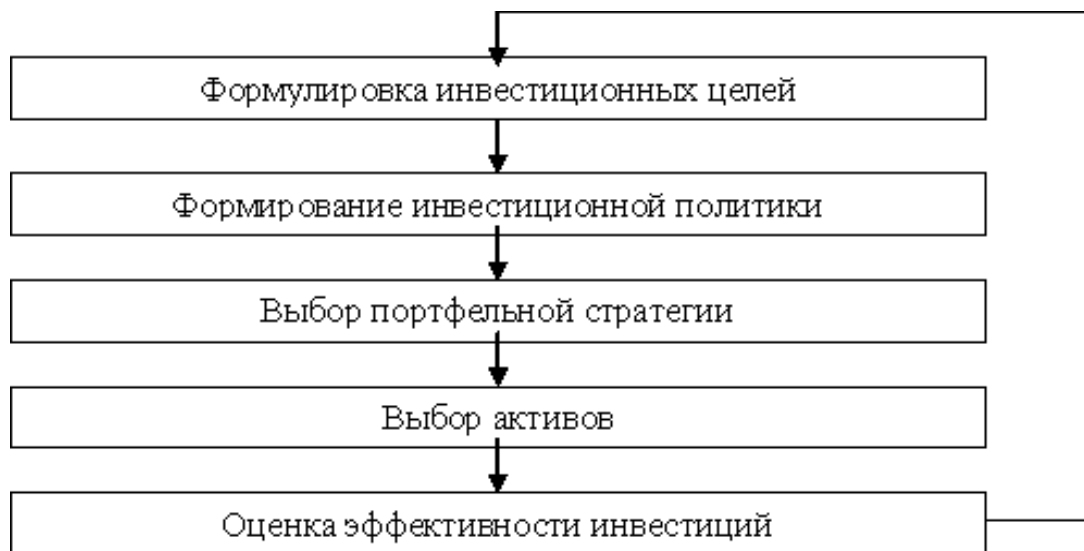 Формулировка инвестиционных целей
Формирование инвестиционной политики
Выбор портфельной стратегии
Выбор активов
Оценка эффективности инвестиций